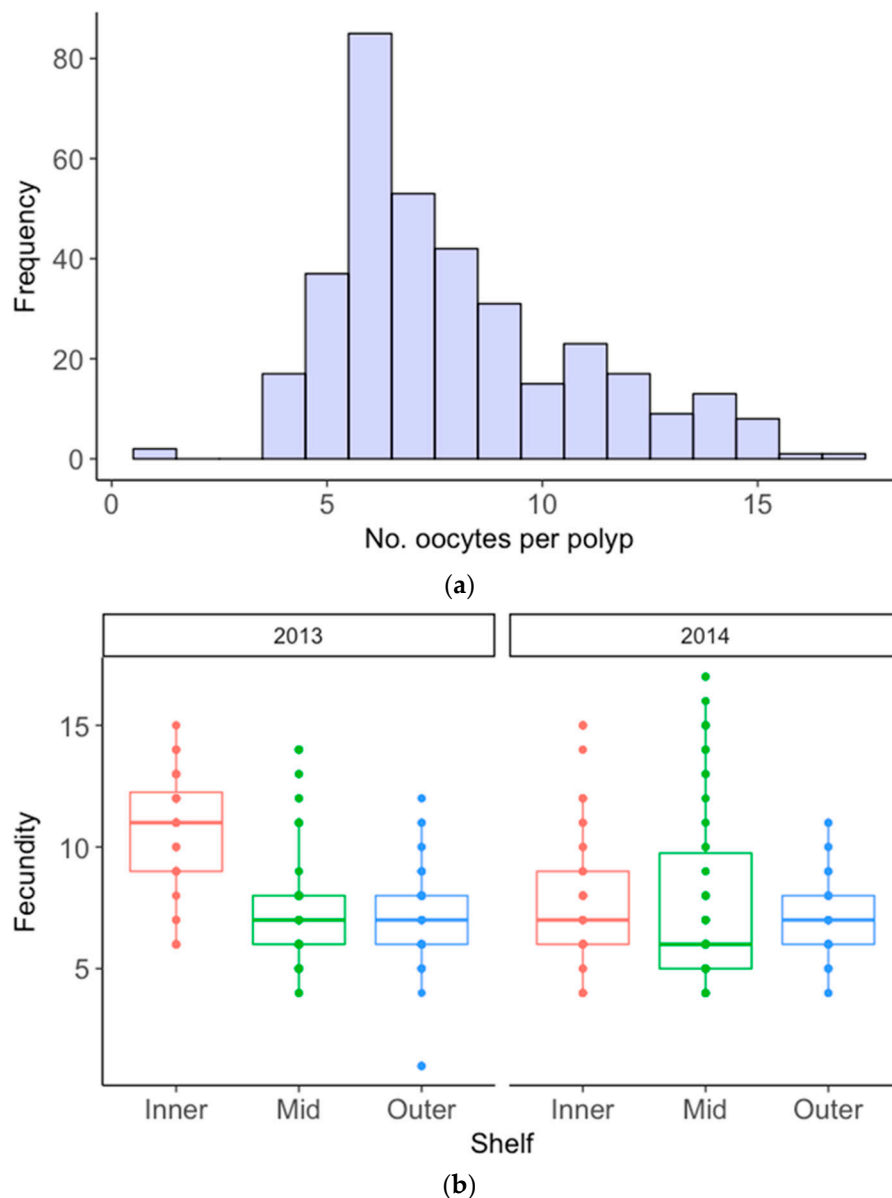 80
60
40
20
0
Frequency
0 5 10 15
No. oocytes per polyp
(a)
2013 2014
15
10
5
Fecundity
Inner Mid Outer Inner Mid Outer
Shelf
(b)